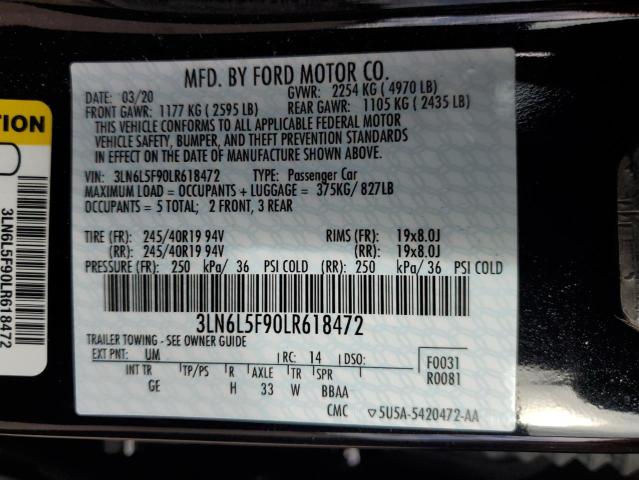 MFD. BY FORD MOTOR CO.
DATE: 03/20 GVWR: 2254 KG ( 4970 LB)
FRONT GAWR: 1177 KG ( 2595 LB) REAR GAWR: 1105 KG ( 2435 LB)
THIS VEHICLE CONFORMS TO ALL APPLICABLE FEDERAL MOTOR
VEHICLE SAFETY, BUMPER, AND THEFT PREVENTION STANDARDS
IN EFFECT ON THE DATE OF MANUFACTURE SHOWN ABOVE.
VIN: 3LN6L5F90LR618472 TYPE: Passenger Car
MAXIMUM LOAD = OCCUPANTS + LUGGAGE = 375KG/ 827LB
OCCUPANTS = 5 TOTAL; 2 FRONT, 3 REAR
TIRE (FR): 245/40R19 94V RIMS (FR): 19x8.0J
(RR): 245/40R19 94V (RR): 19x8.0J
PRESSURE (FR): 250 kPa/ 36 PSI COLD (RR): 250 kPa/ 36 PSI COLD
3LN6L5F90LR618472
TRAILER TOWING - SEE OWNER GUIDE
EXT PNT: UM RC: 14 DSO: F0031
INT TR TP/PS R AXLE TR SPR R0081
GE H 33 W BBAA
CMC 5U5A-5420472-AA
TION
3LN6L5F90LR618472